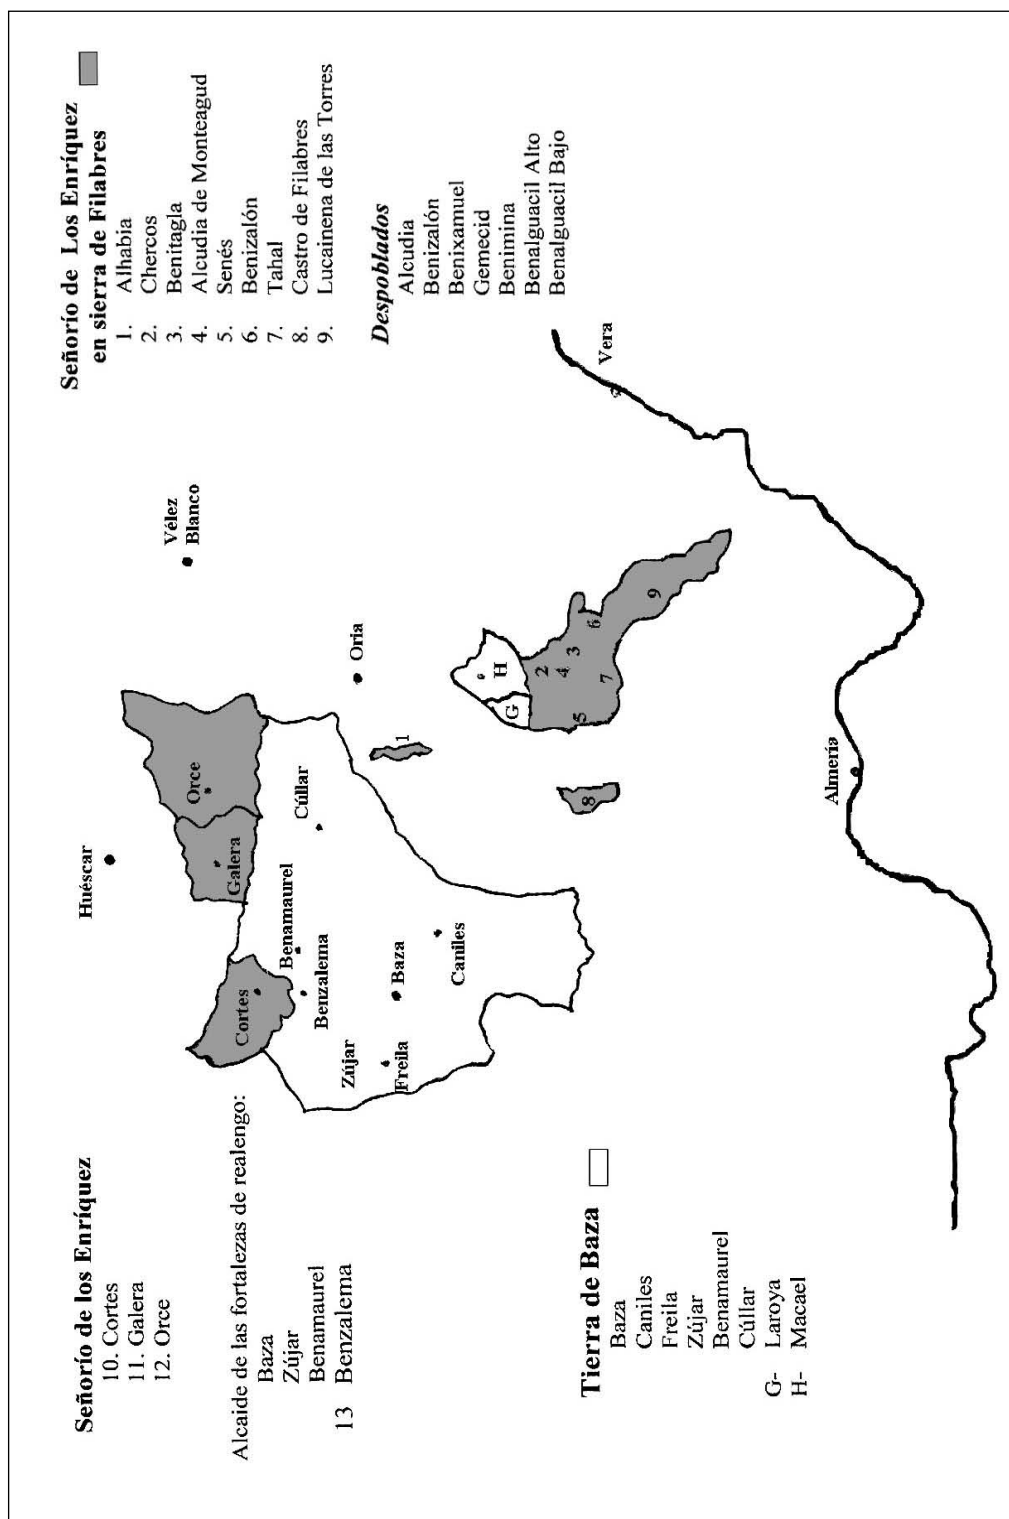 Señorío de los Enríquez
10. Cortes
11. Galera
12. Orce
Alcaide de las fortalezas de realengo:
Baza
Zújar
Benamaurel
13 Benzalema
Señorío de Los Enríquez
en sierra de Filabres
1. Alhabia
2. Chercos
3. Benitagla
4. Alcudia de Monteagud
5. Senés
6. Benizalón
7. Tahal
8. Castro de Filabres
9. Lucainena de las Torres
Despoblados
Alcudia
Benizalón
Benixamuel
Gemecid
Benimina
Benalguacil Alto
Benalguacil Bajo
Huéscar
Vélez
Blanco
Orce
Galera
Cortes
Cúllar
Benamaurel
Benzalema
Oria
Zújar
Freila
Baza
Caniles
1
G
H
2
4
3
6
5
7
9
8
Vera
Almería
Tierra de Baza
Baza
Caniles
Freila
Zújar
Benamaurel
Cúllar
G- Laroya
H- Macael